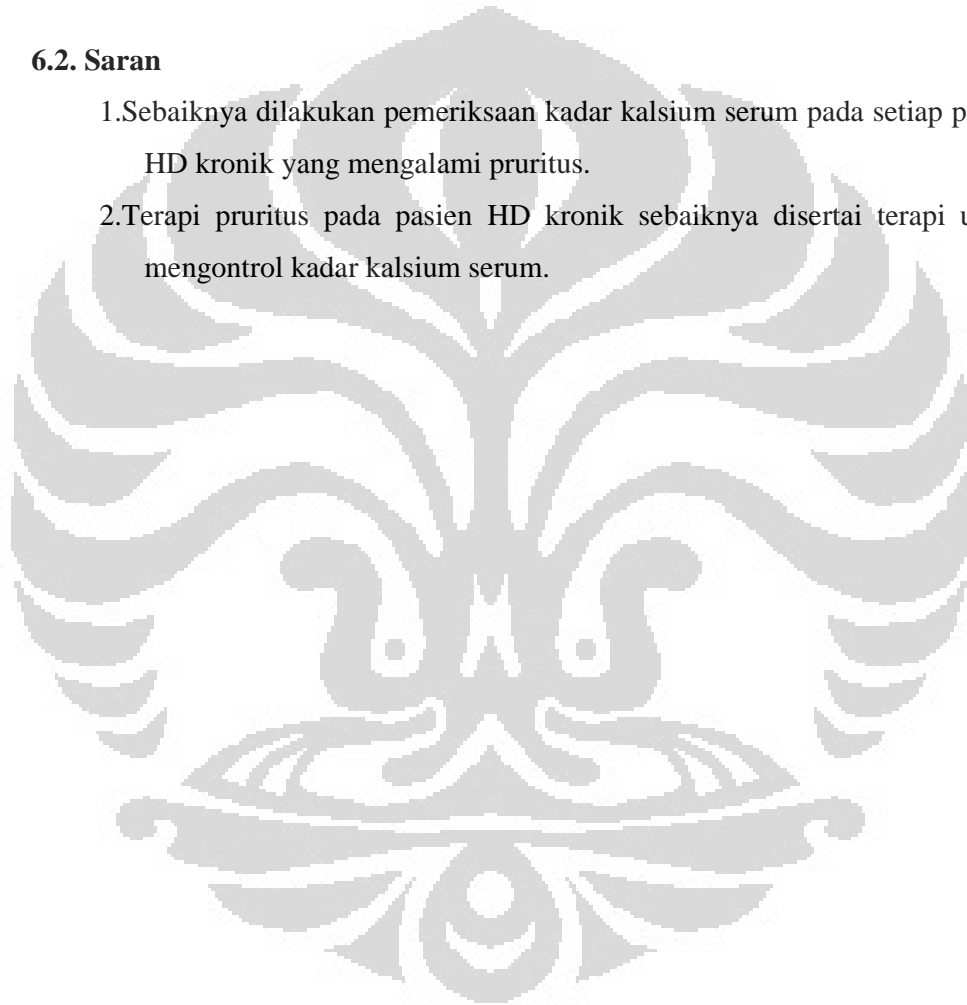 6.2. Saran
1.Sebaiknya dilakukan pemeriksaan kadar kalsium serum pada setiap
HD kronik yang mengalami pruritus.
2.Terapi pruritus pada pasien HD kronik sebaiknya disertai terapi
mengontrol kadar kalsium serum.